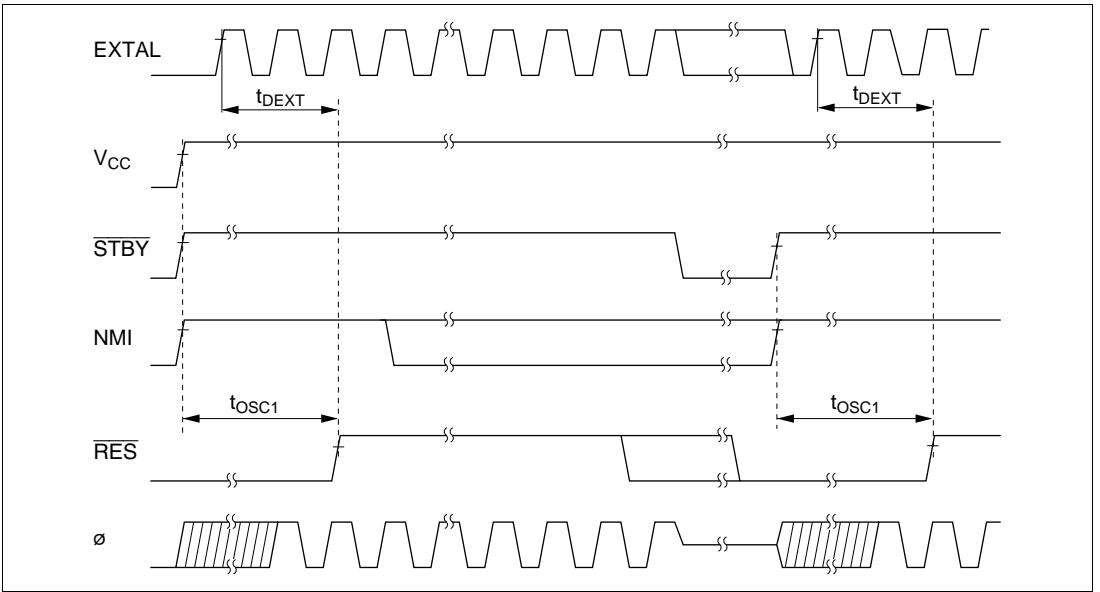 EXTAL
tDEXT tDEXT
VCC
STBY
NMI
tOSC1 tOSC1
RES
ø